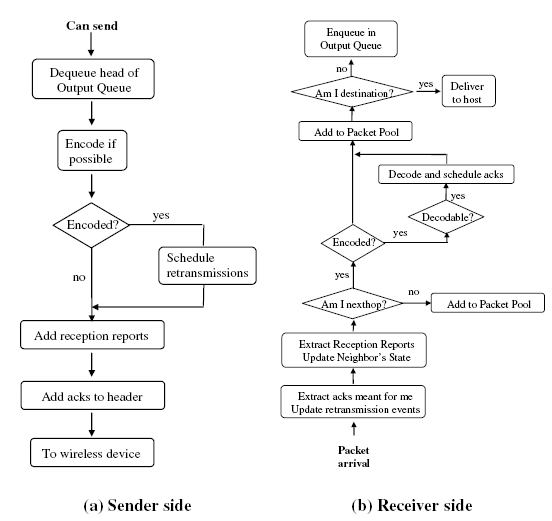 Can send
Dequeue head of
Output Queue
Encode if
possible
Encoded?
yes
no
Schedule
retransmissions
Add reception reports
Add acks to header
To wireless device
(a) Sender side
Enqueue in
Output Queue
no
Am I destination?
yes
Deliver
to host
Add to Packet Pool
Decode and schedule acks
yes
Decodable?
Encoded?
yes
yes
Am I nexthop?
no
Add to Packet Pool
Extract Reception Reports
Update Neighbor's State
Extract acks meant for me
Update retransmission events
Packet
arrival
(b) Receiver side